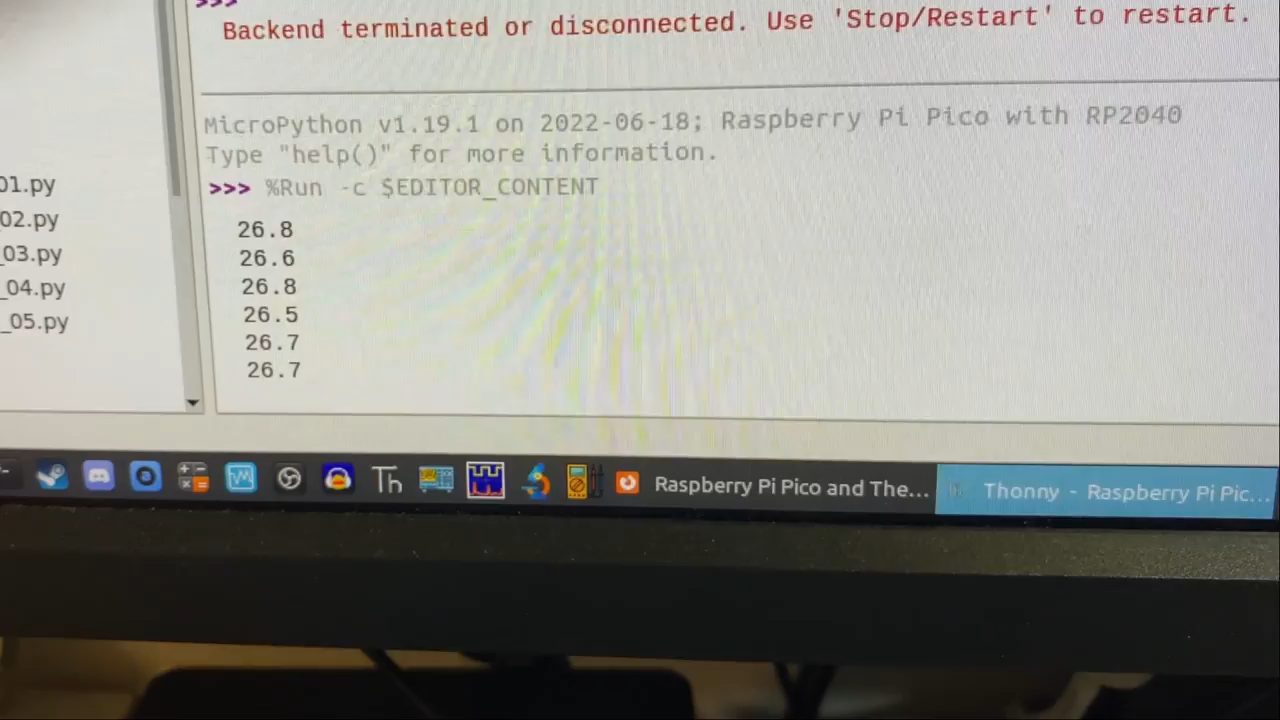 >>>
Backend terminated or disconnected. Use 'Stop/Restart' to restart.
MicroPython v1.19.1 on 2022-06-18; Raspberry Pi Pico with RP2040
Type "help()" for more information.
>>> %Run -c $EDITOR_CONTENT
26.8
26.6
26.8
26.5
26.7
26.7
01.py
02.py
_03.py
_04.py
_05.py
Th
Raspberry Pi Pico and The...
Thonny - Raspberry Pi Pic...